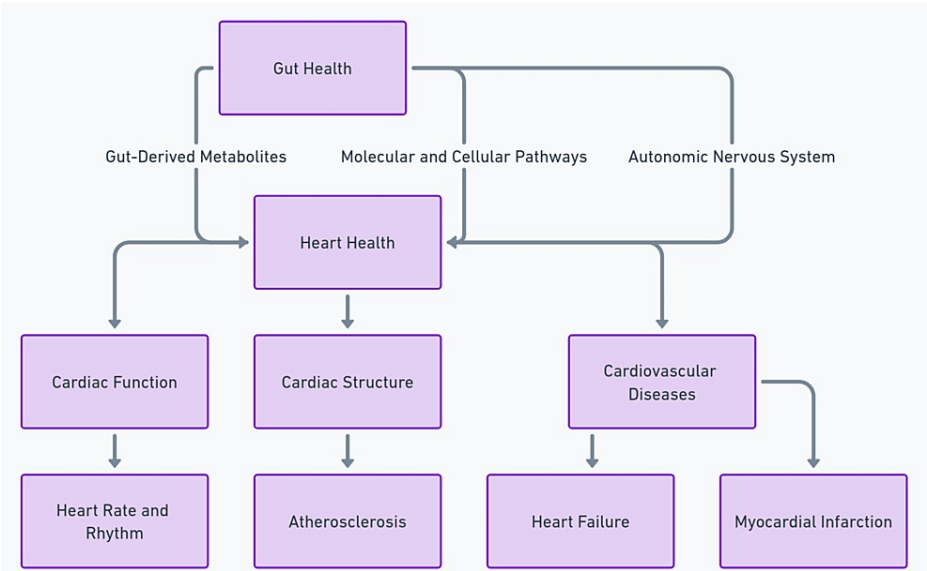 Gut Health
Gut-Derived Metabolites
Molecular and Cellular Pathways
Autonomic Nervous System
Heart Health
Cardiac Function
Cardiac Structure
Cardiovascular
Diseases
Heart Rate and
Rhythm
Atherosclerosis
Heart Failure
Myocardial Infarction